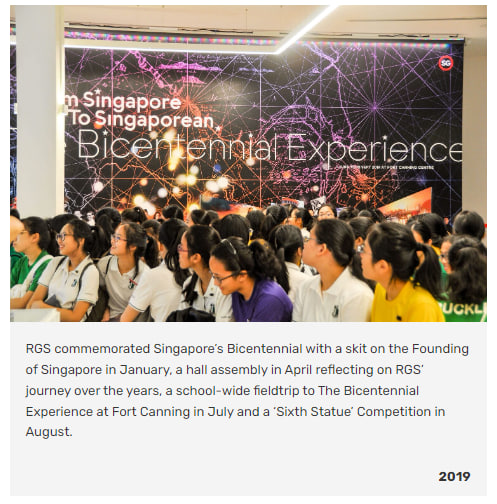 SG
m Singapore
To Singaporean
e Bicentennial Experience
RGS commemorated Singapore's Bicentennial with a skit on the Founding
of Singapore in January, a hall assembly in April reflecting on RGS'
journey over the years, a school-wide fieldtrip to The Bicentennial
Experience at Fort Canning in July and a 'Sixth Statue' Competition in
August.
2019